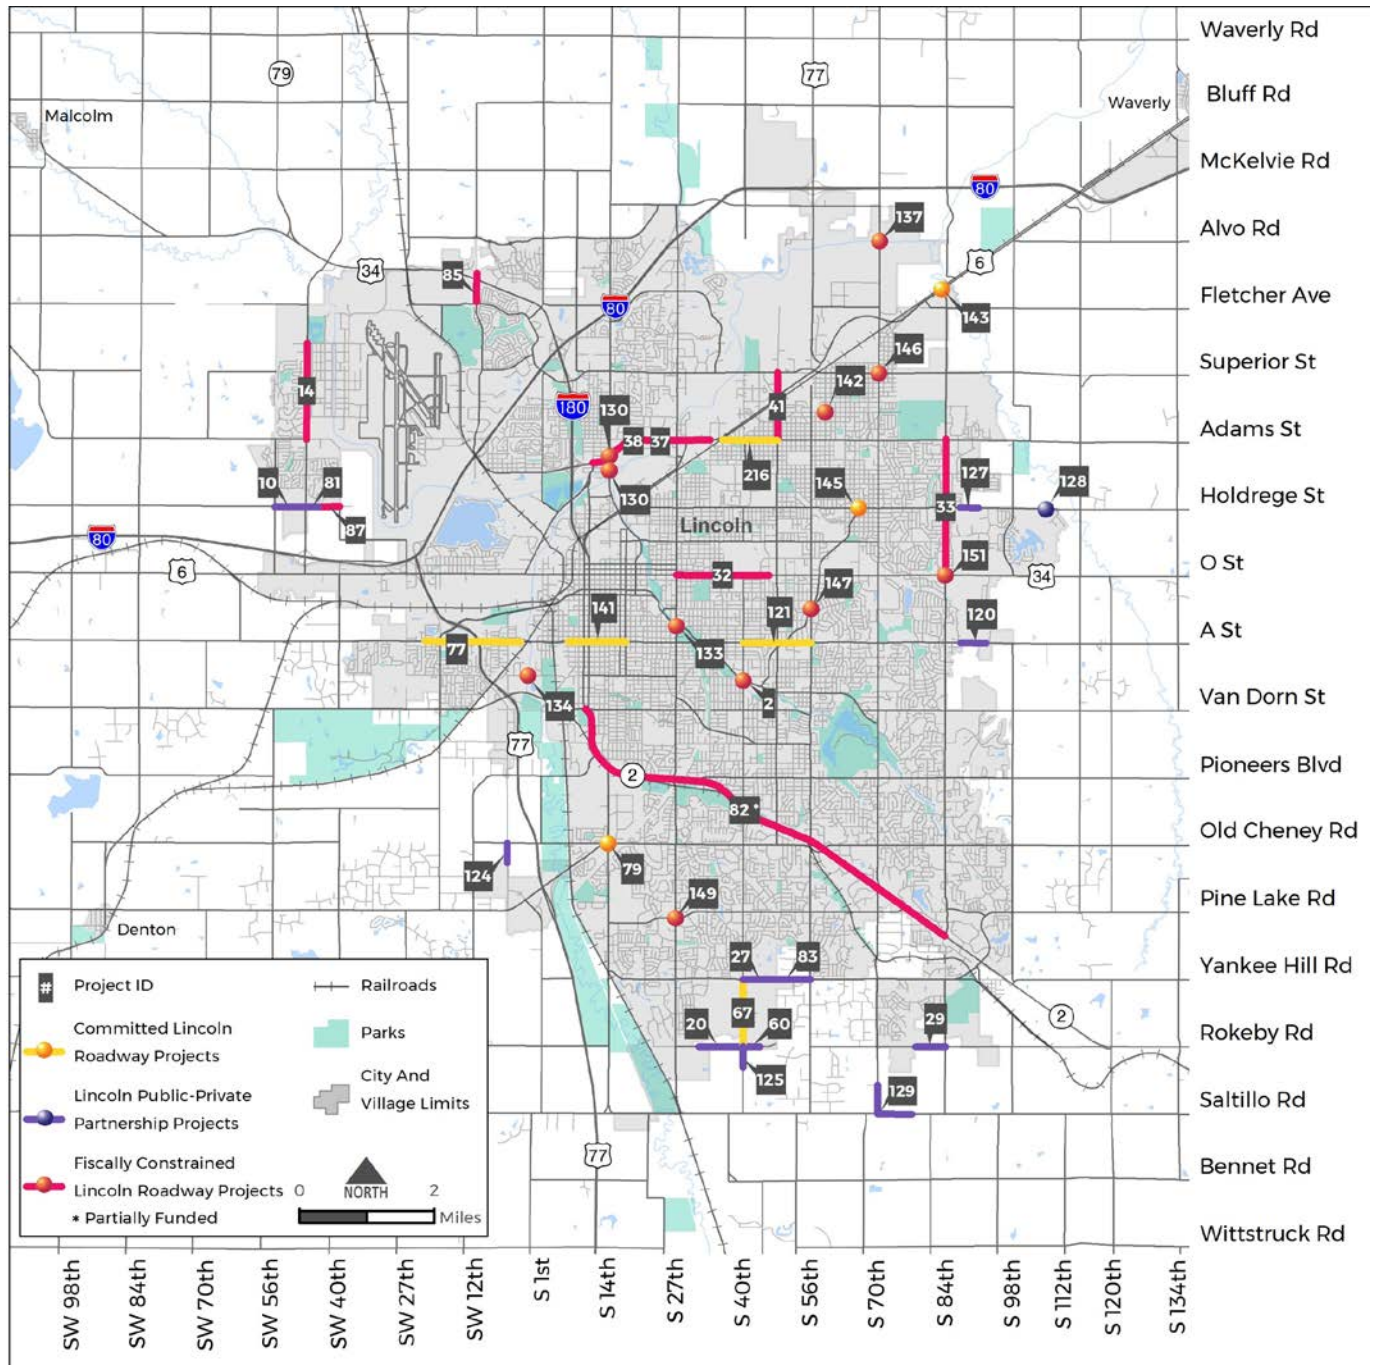 Waverly Rd
79
77
Bluff Rd
Malcolm
Waverly
McKelvie Rd
80
137
Alvo Rd
34
85
6
80
143
Fletcher Ave
146
Superior St
14
180
130
142
41
38
37
Adams St
216
10
81
145
127
128
130
Holdrege St
87
33
Lincoln
80
6
151
34
O St
32
147
141
121
120
77
133
A St
134
2
Van Dorn St
77
2
Pioneers Blvd
82 *
Old Cheney Rd
124
79
149
Pine Lake Rd
Denton
27
83
Yankee Hill Rd
67
20
60
29
2
Rokeby Rd
125
129
Saltillo Rd
77
Bennet Rd
Wittstruck Rd
# Project ID
Committed Lincoln
Roadway Projects
Lincoln Public-Private
Partnership Projects
Fiscally Constrained
Lincoln Roadway Projects
* Partially Funded
Railroads
Parks
City And
Village Limits
NORTH
0 2
Miles
SW 98th
SW 84th
SW 70th
SW 56th
SW 40th
SW 27th
SW 12th
S 1st
S 14th
S 27th
S 40th
S 56th
S 70th
S 84th
S 98th
S 112th
S 120th
S 134th